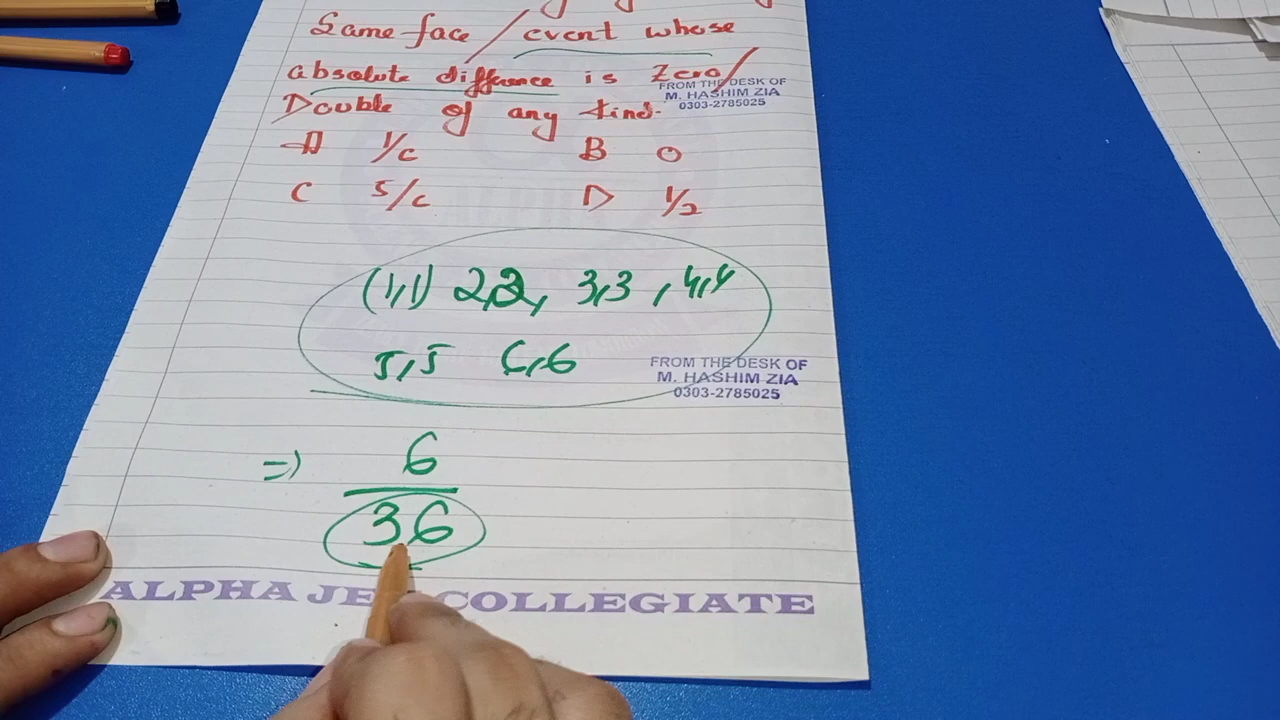 Same face / event whose
absolute difference is Zero/
FROM THE DESK OF
M. HASHIM ZIA
0303-2785025
Double of any kind.
A 1/6 B 0
C 5/6 D 1/2
(1,1) 2,2, 3,3 , 4,4
5,5 6,6
FROM THE DESK OF
M. HASHIM ZIA
0303-2785025
=> 6
36
ALPHA COLLEGIATE